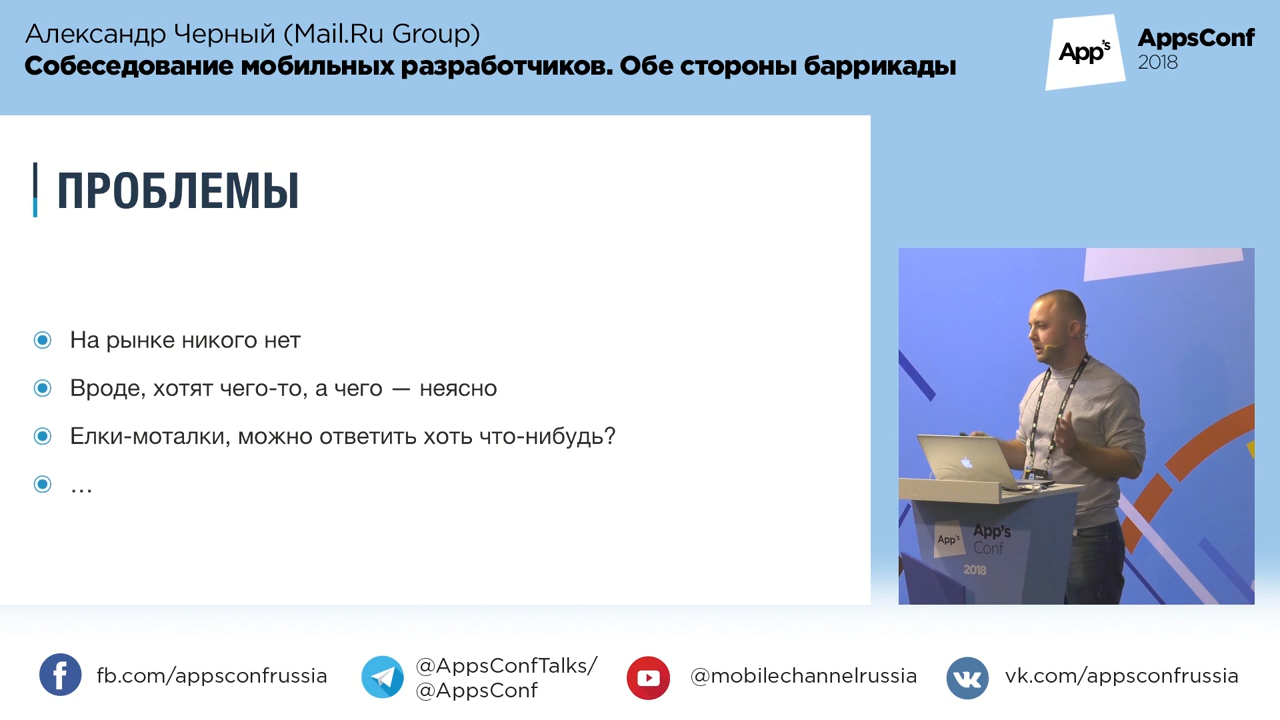 Александр Черный (Mail.Ru Group)
Собеседование мобильных разработчиков. Обе стороны баррикады
App's
AppsConf
2018
ПРОБЛЕМЫ
На рынке никого нет
Вроде, хотят чего-то, а чего — неясно
Елки-моталки, можно ответить хоть что-нибудь?
...
App's
App's
Conf
2018
fb.com/appsconfrussia
@AppsConfTalks/
@AppsConf
@mobilechannelrussia
vk.com/appsconfrussia